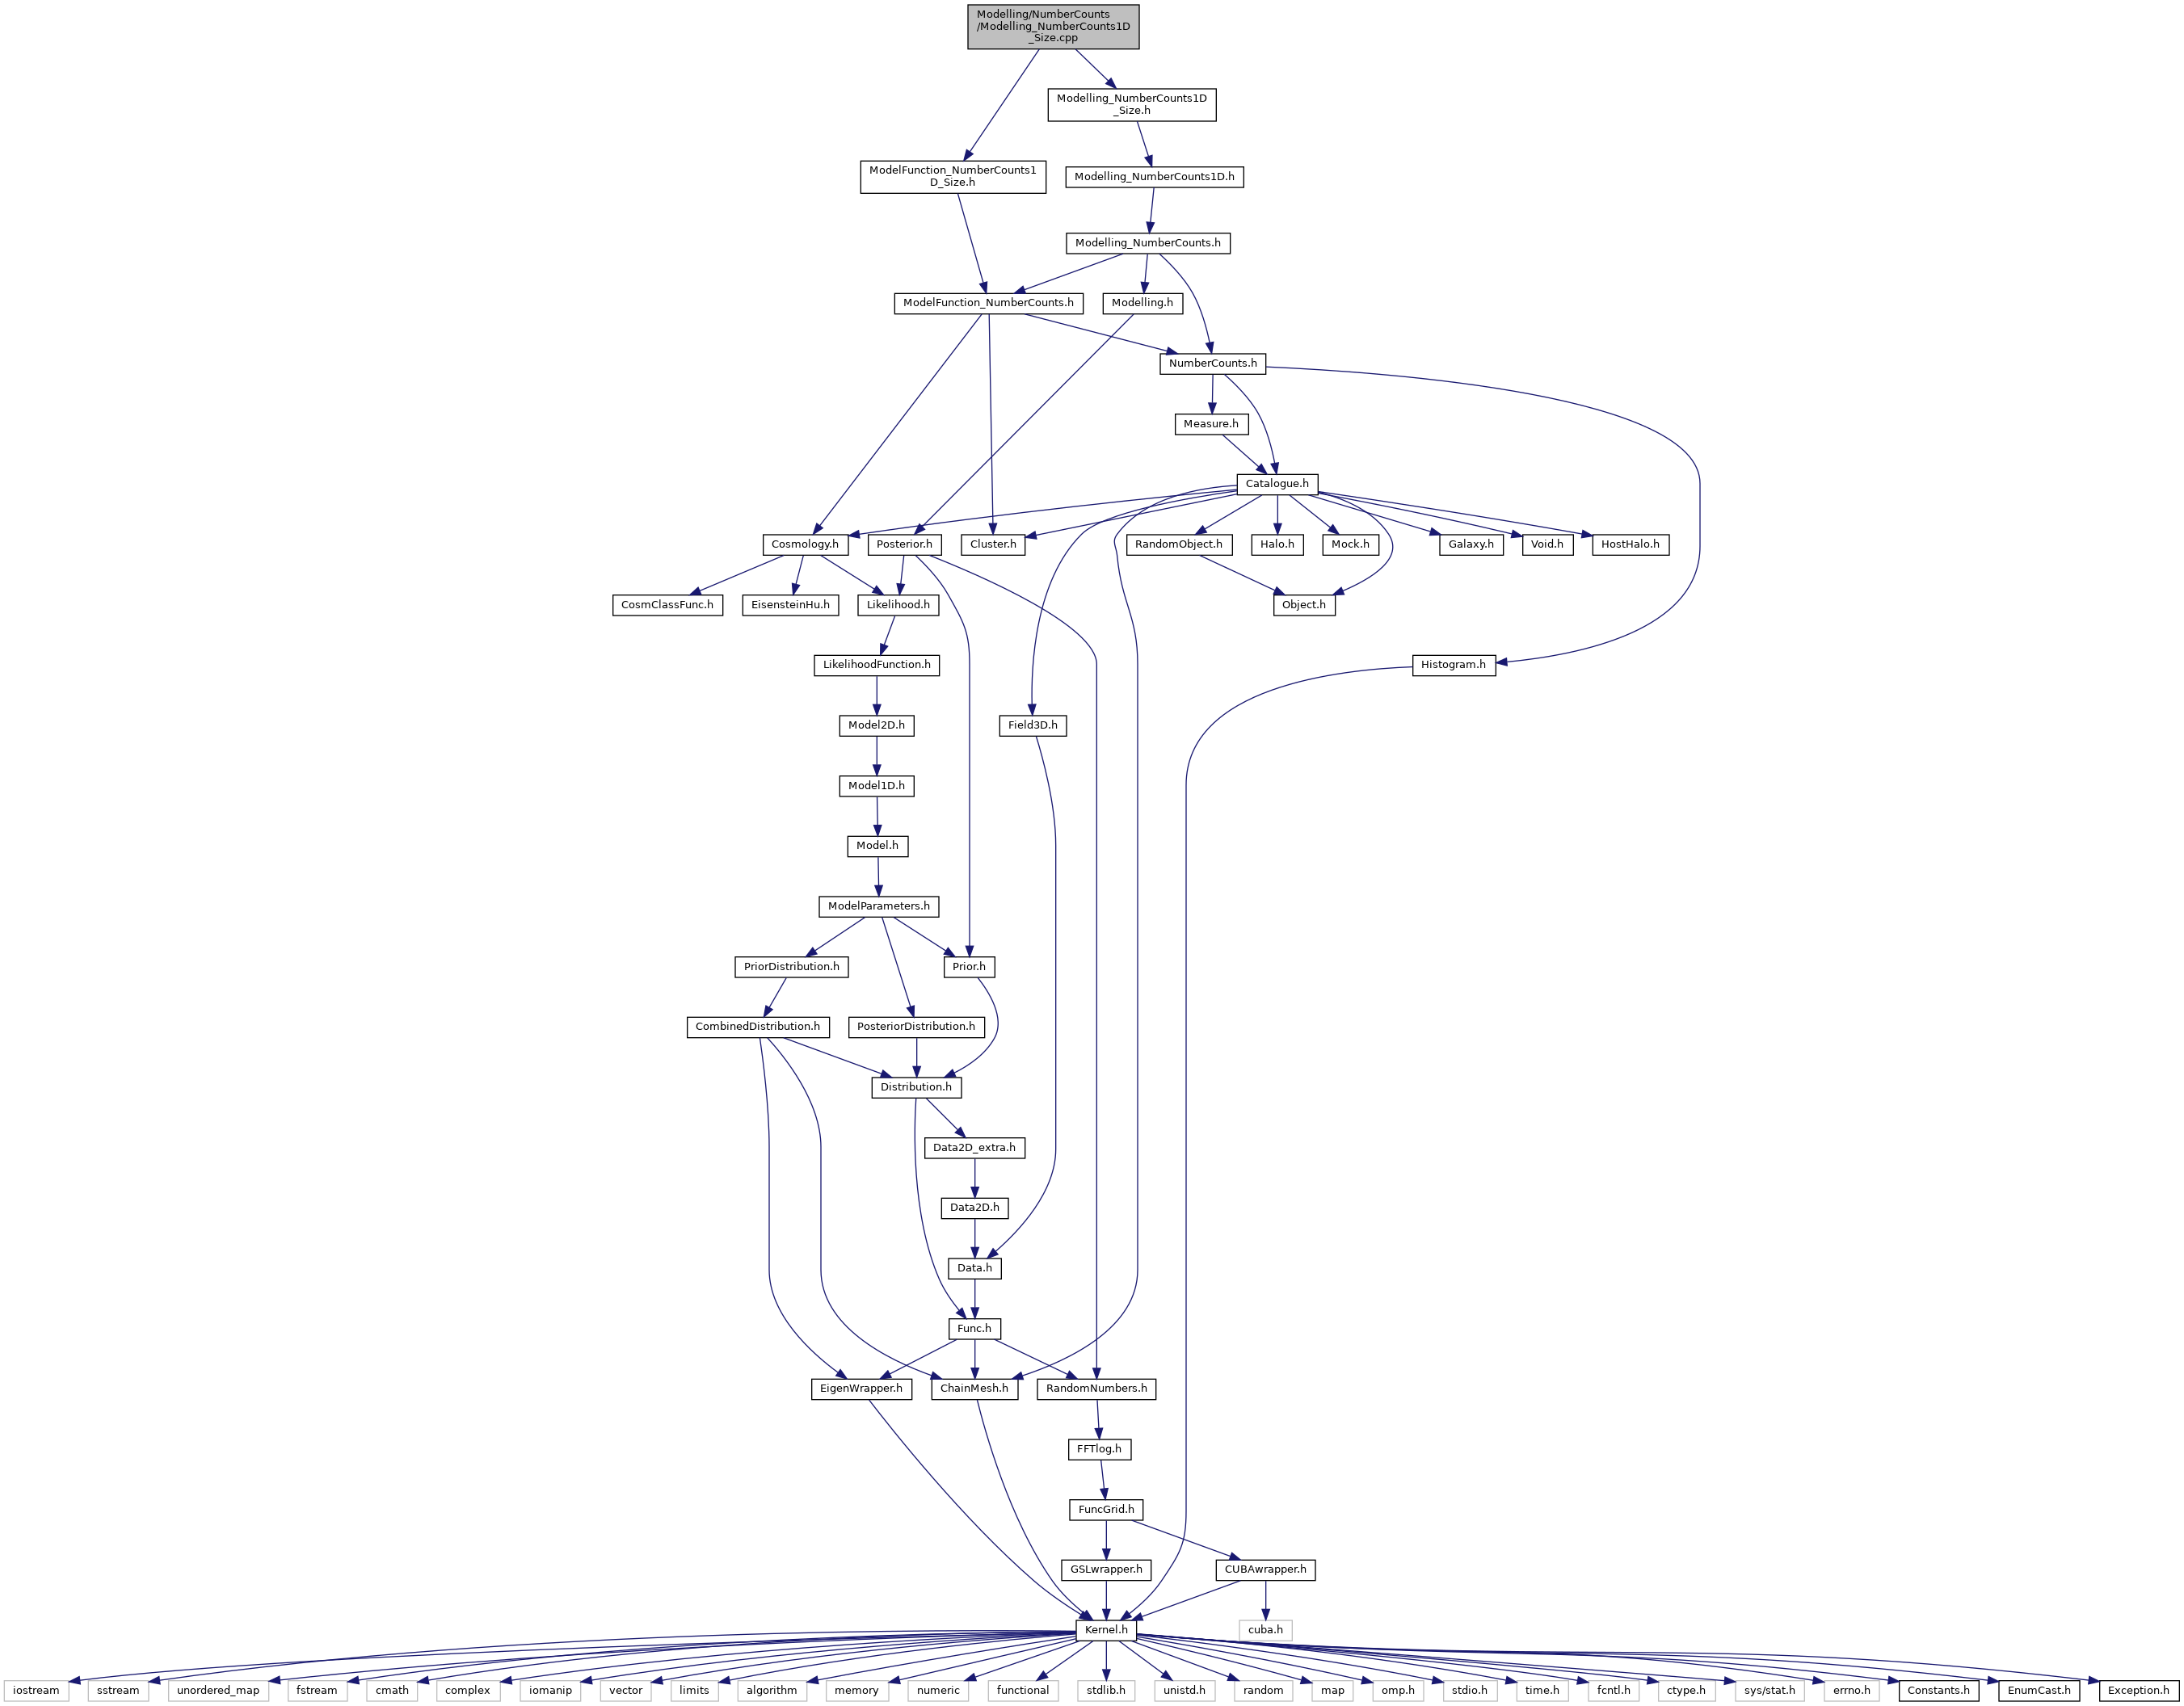 Modelling/NumberCounts
/Modelling_NumberCounts1D
_Size.cpp
Modelling_NumberCounts1D
_Size.h
ModelFunction_NumberCounts1
D_Size.h
Modelling_NumberCounts1D.h
Modelling_NumberCounts.h
ModelFunction_NumberCounts.h
Modelling.h
NumberCounts.h
Measure.h
Catalogue.h
Cosmology.h
Posterior.h
Cluster.h
RandomObject.h
Halo.h
Mock.h
Galaxy.h
Void.h
HostHalo.h
CosmClassFunc.h
EisensteinHu.h
Likelihood.h
Object.h
LikelihoodFunction.h
Histogram.h
Model2D.h
Field3D.h
Model1D.h
Model.h
ModelParameters.h
PriorDistribution.h
Prior.h
CombinedDistribution.h
PosteriorDistribution.h
Distribution.h
Data2D_extra.h
Data2D.h
Data.h
Func.h
EigenWrapper.h
ChainMesh.h
RandomNumbers.h
FFTlog.h
FuncGrid.h
GSLwrapper.h
CUBAwrapper.h
Kernel.h
cuba.h
iostream
sstream
unordered_map
fstream
cmath
complex
iomanip
vector
limits
algorithm
memory
numeric
functional
stdlib.h
unistd.h
random
map
omp.h
stdio.h
time.h
fcntl.h
ctype.h
sys/stat.h
errno.h
Constants.h
EnumCast.h
Exception.h